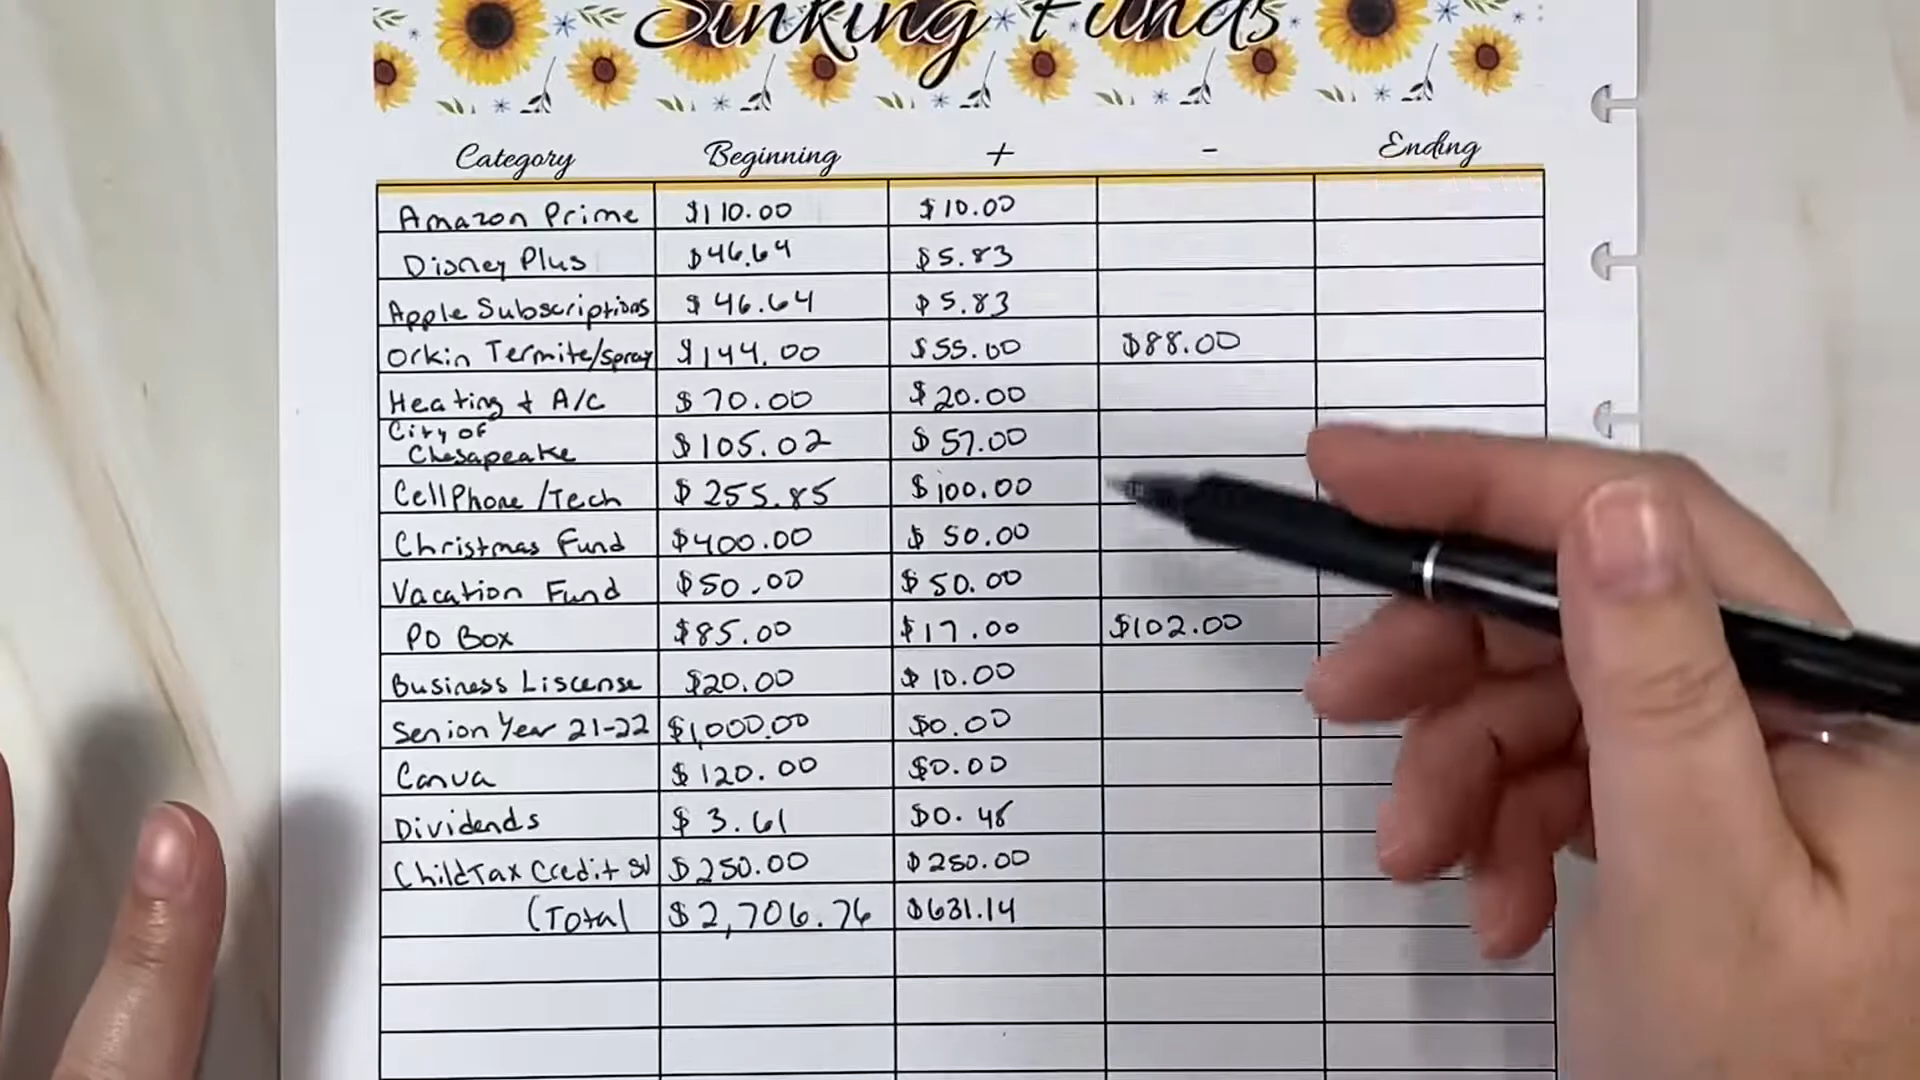 Sinking Funds
Category Beginning + - Ending
Amazon Prime $110.00 $10.00
Disney Plus $46.64 $5.83
Apple Subscriptions $46.64 $5.83
Orkin Termite/spray $144.00 $55.00 $88.00
Heating + A/C $70.00 $20.00
City of
Chesapeake $105.02 $57.00
CellPhone/Tech $255.85 $100.00
Christmas Fund $400.00 $50.00
Vacation Fund $50.00 $50.00
PO Box $85.00 $17.00 $102.00
Business Liscense $20.00 $10.00
Senion Year 21-22 $1,000.00 $0.00
Canva $120.00 $0.00
Dividends $3.61 $0.48
ChildTax Credit SV $250.00 $250.00
(Total $2,706.76 $631.14